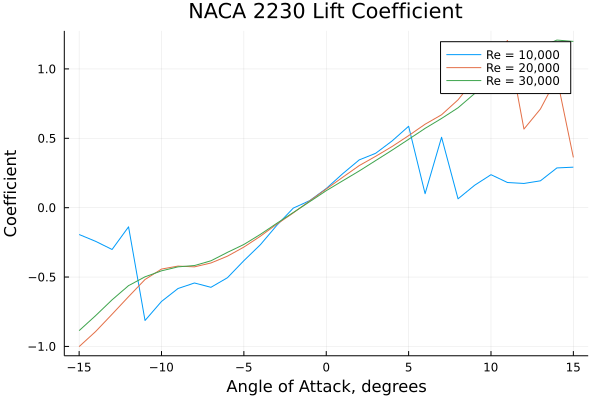 NACA 2230 Lift Coefficient
Re = 10,000
Re = 20,000
Re = 30,000
1.0
0.5
0.0
−0.5
−1.0
Coefficient
−15 −10 −5 0 5 10 15
Angle of Attack, degrees